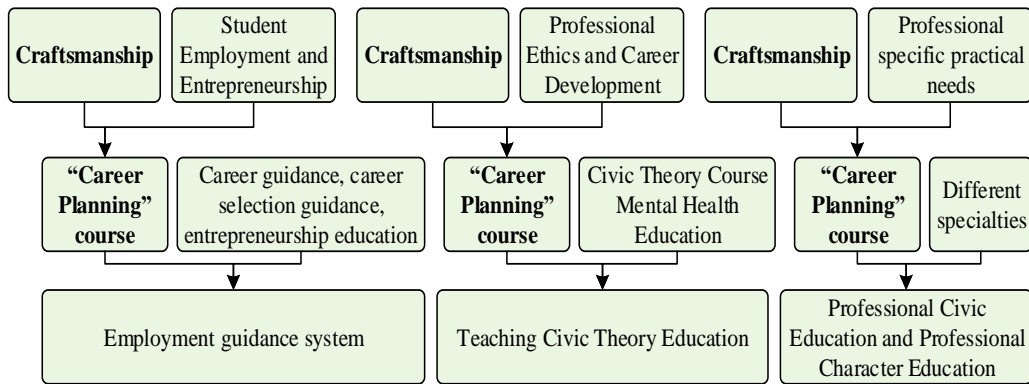 Craftsmanship
Student
Employment and
Entrepreneurship
Craftsmanship
Professional
Ethics and Career
Development
Craftsmanship
Professional
specific practical
needs
“Career
Planning”
course
Career guidance, career
selection guidance,
entrepreneurship education
“Career
Planning”
course
Civic Theory Course
Mental Health
Education
“Career
Planning”
course
Different
specialties
Employment guidance system
Teaching Civic Theory Education
Professional Civic
Education and Professional
Character Education